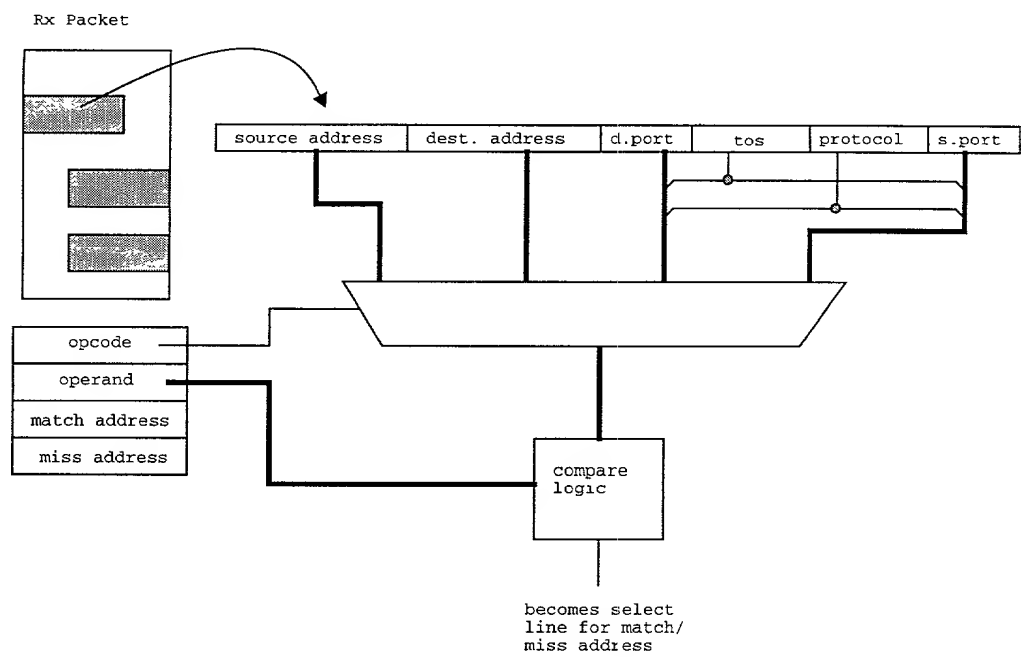 Rx Packet
source address dest. address d.port tos protocol s.port
opcode
operand
match address
miss address
compare
logic
becomes select
line for match/
miss address